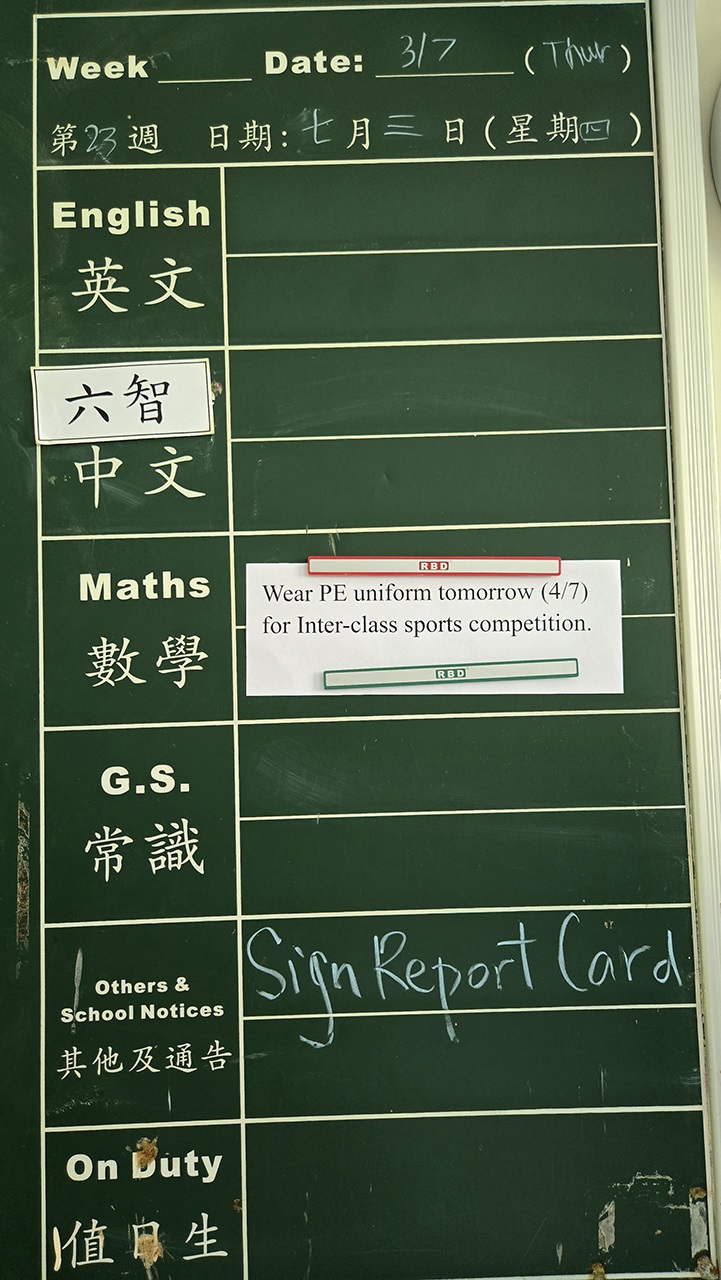 Week ____ Date: 3/7 (Thur)
第23週 日期: 七月三日(星期四)
English
英文
六智
中文
Maths
數學
RBD
Wear PE uniform tomorrow (4/7)
for Inter-class sports competition.
RBD
G.S.
常識
Others &
School Notices
其他及通告
Sign Report Card
On Duty
值日生